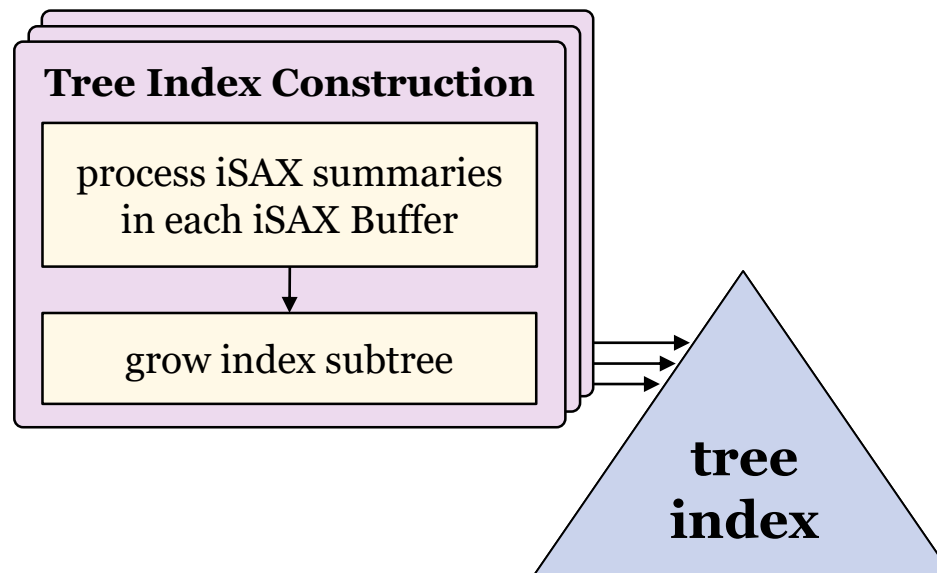 Tree Index Construction
process iSAX summaries
in each iSAX Buffer
grow index subtree
tree
index